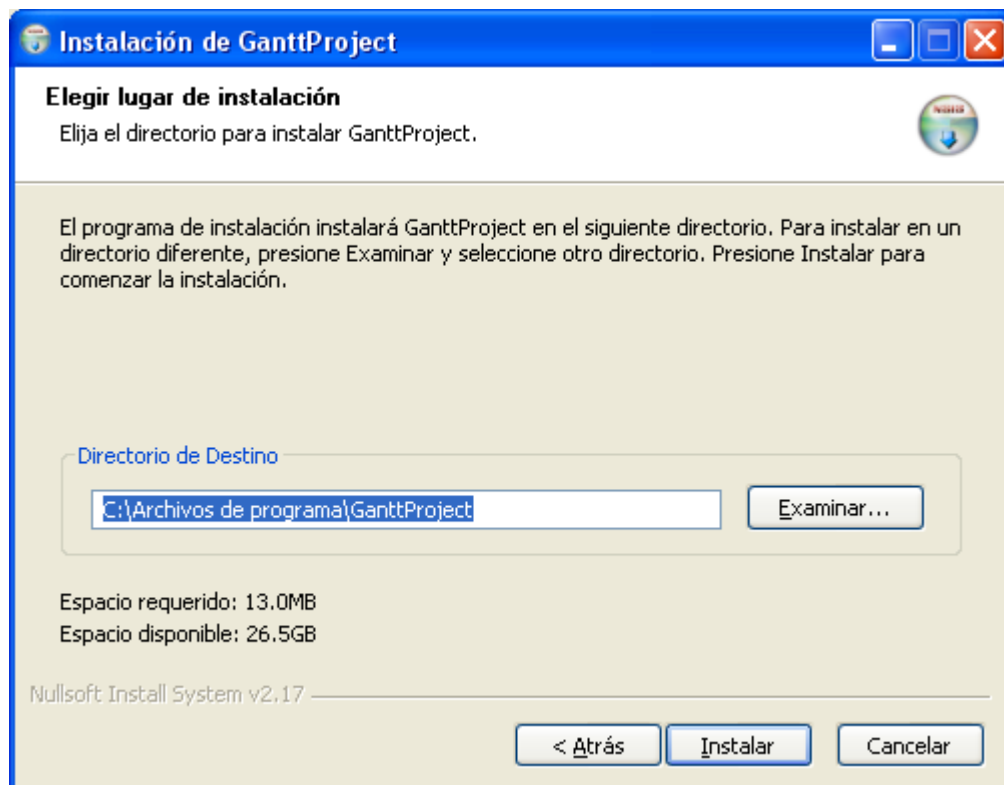 Instalación de GanttProject
Elegir lugar de instalación
Elija el directorio para instalar GanttProject.
El programa de instalación instalará GanttProject en el siguiente directorio. Para instalar en un
directorio diferente, presione Examinar y seleccione otro directorio. Presione Instalar para
comenzar la instalación.
Directorio de Destino
C:\Archivos de programa\GanttProject
Examinar...
Espacio requerido: 13.0MB
Espacio disponible: 26.5GB
Nullsoft Install System v2.17
< Atrás
Instalar
Cancelar